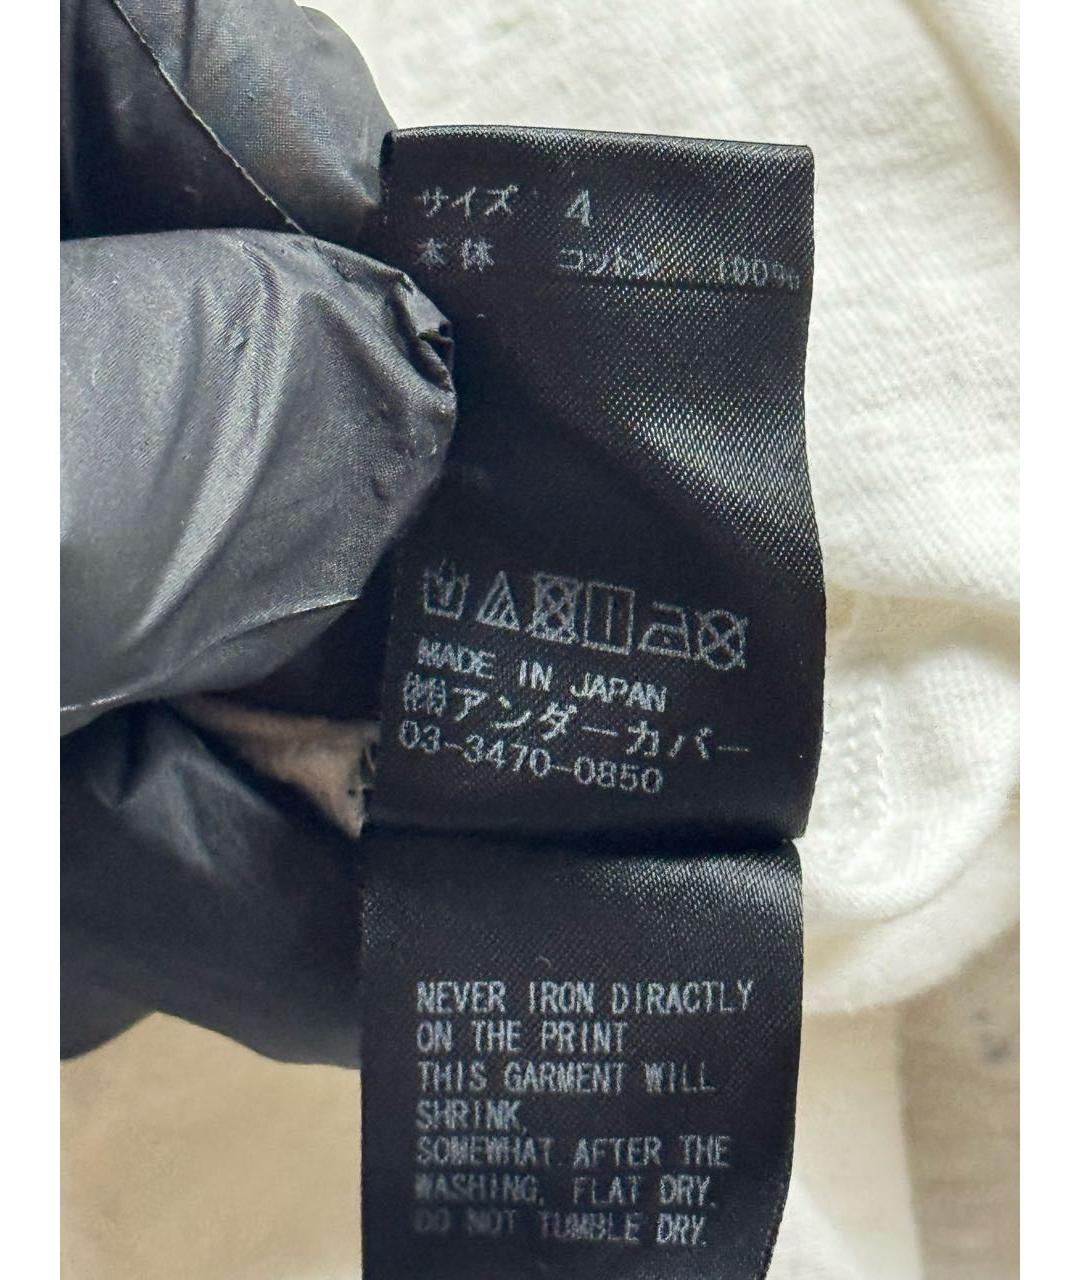 サイズ 4
本体 コットン 100%
MADE IN JAPAN
㈱アンダーカバー
03-3470-0850
NEVER IRON DIRACTLY
ON THE PRINT
THIS GARMENT WILL
SHRINK,
SOMEWHAT AFTER THE
WASHING, FLAT DRY.
DO NOT TUMBLE DRY.